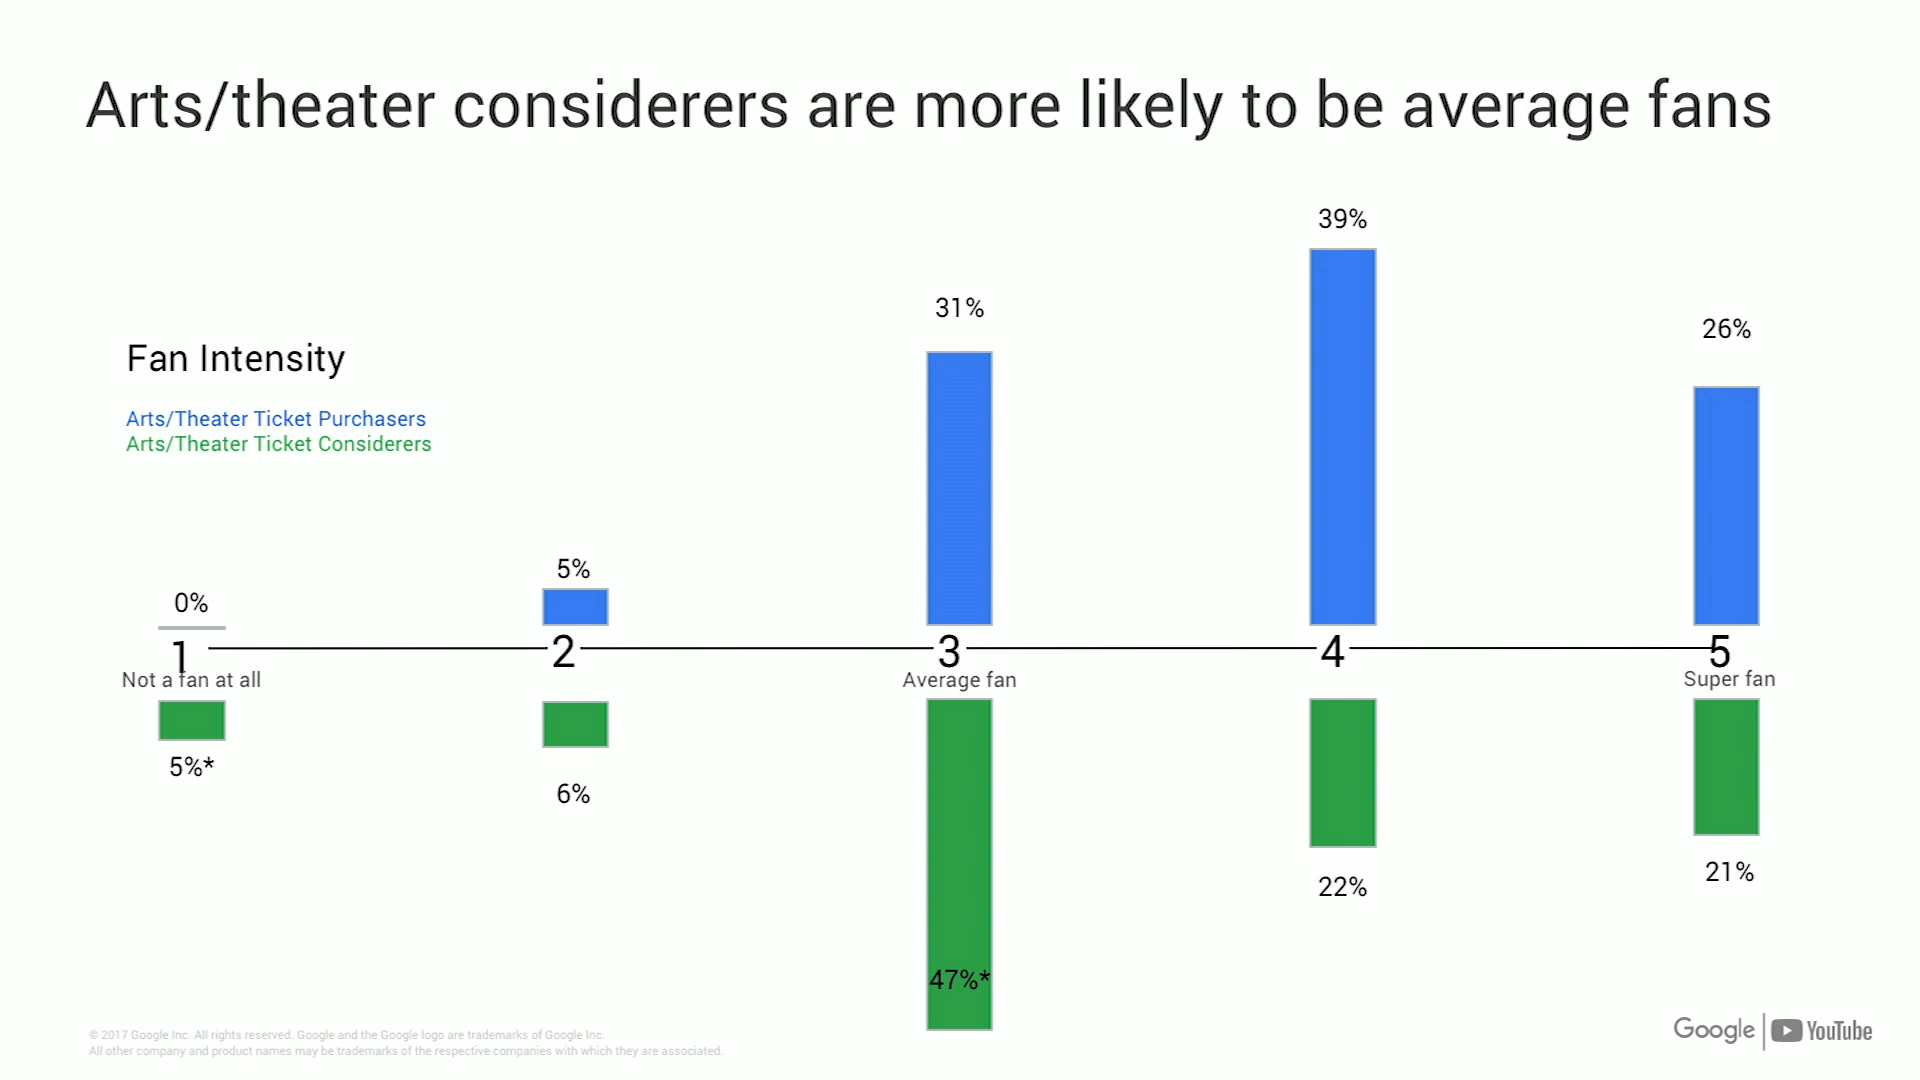 Arts/theater considerers are more likely to be average fans
39%
31%
26%
Fan Intensity
Arts/Theater Ticket Purchasers
Arts/Theater Ticket Considerers
5%
0%
1 2 3 4 5
Not a fan at all Average fan Super fan
5%*
6%
21%
22%
47%*
© 2017 Google Inc. All rights reserved. Google and the Google logo are trademarks of Google Inc.
All other company and product names may be trademarks of the respective companies with which they are associated.
Google YouTube